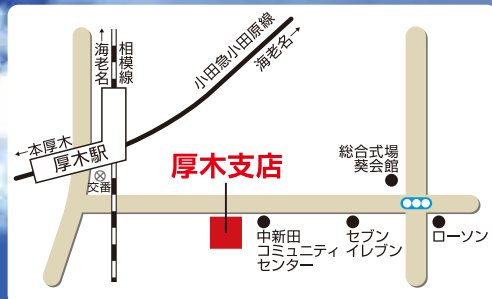 ←海老名
相模線
小田急小田原線
海老名→
←本厚木
厚木駅
交番
厚木支店
総合式場
葵会館
中新田
コミュニティ
センター
セブン
イレブン
ローソン